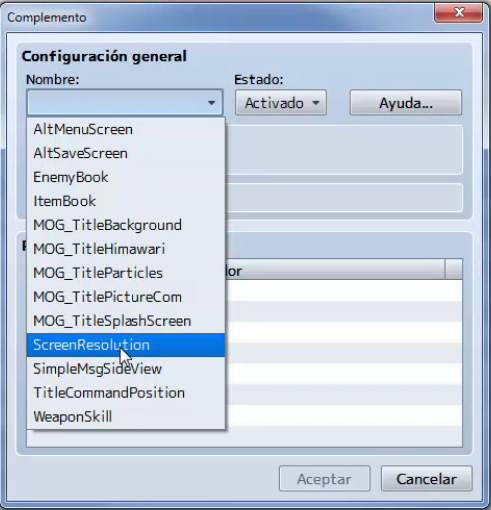 Complemento
Configuración general
Nombre:
Estado:
Activado
Ayuda...
AltMenuScreen
AltSaveScreen
EnemyBook
ItemBook
MOG_TitleBackground
MOG_TitleHimawari
MOG_TitleParticles
MOG_TitlePictureCom
MOG_TitleSplashScreen
ScreenResolution
SimpleMsgSideView
TitleCommandPosition
WeaponSkill
Aceptar
Cancelar